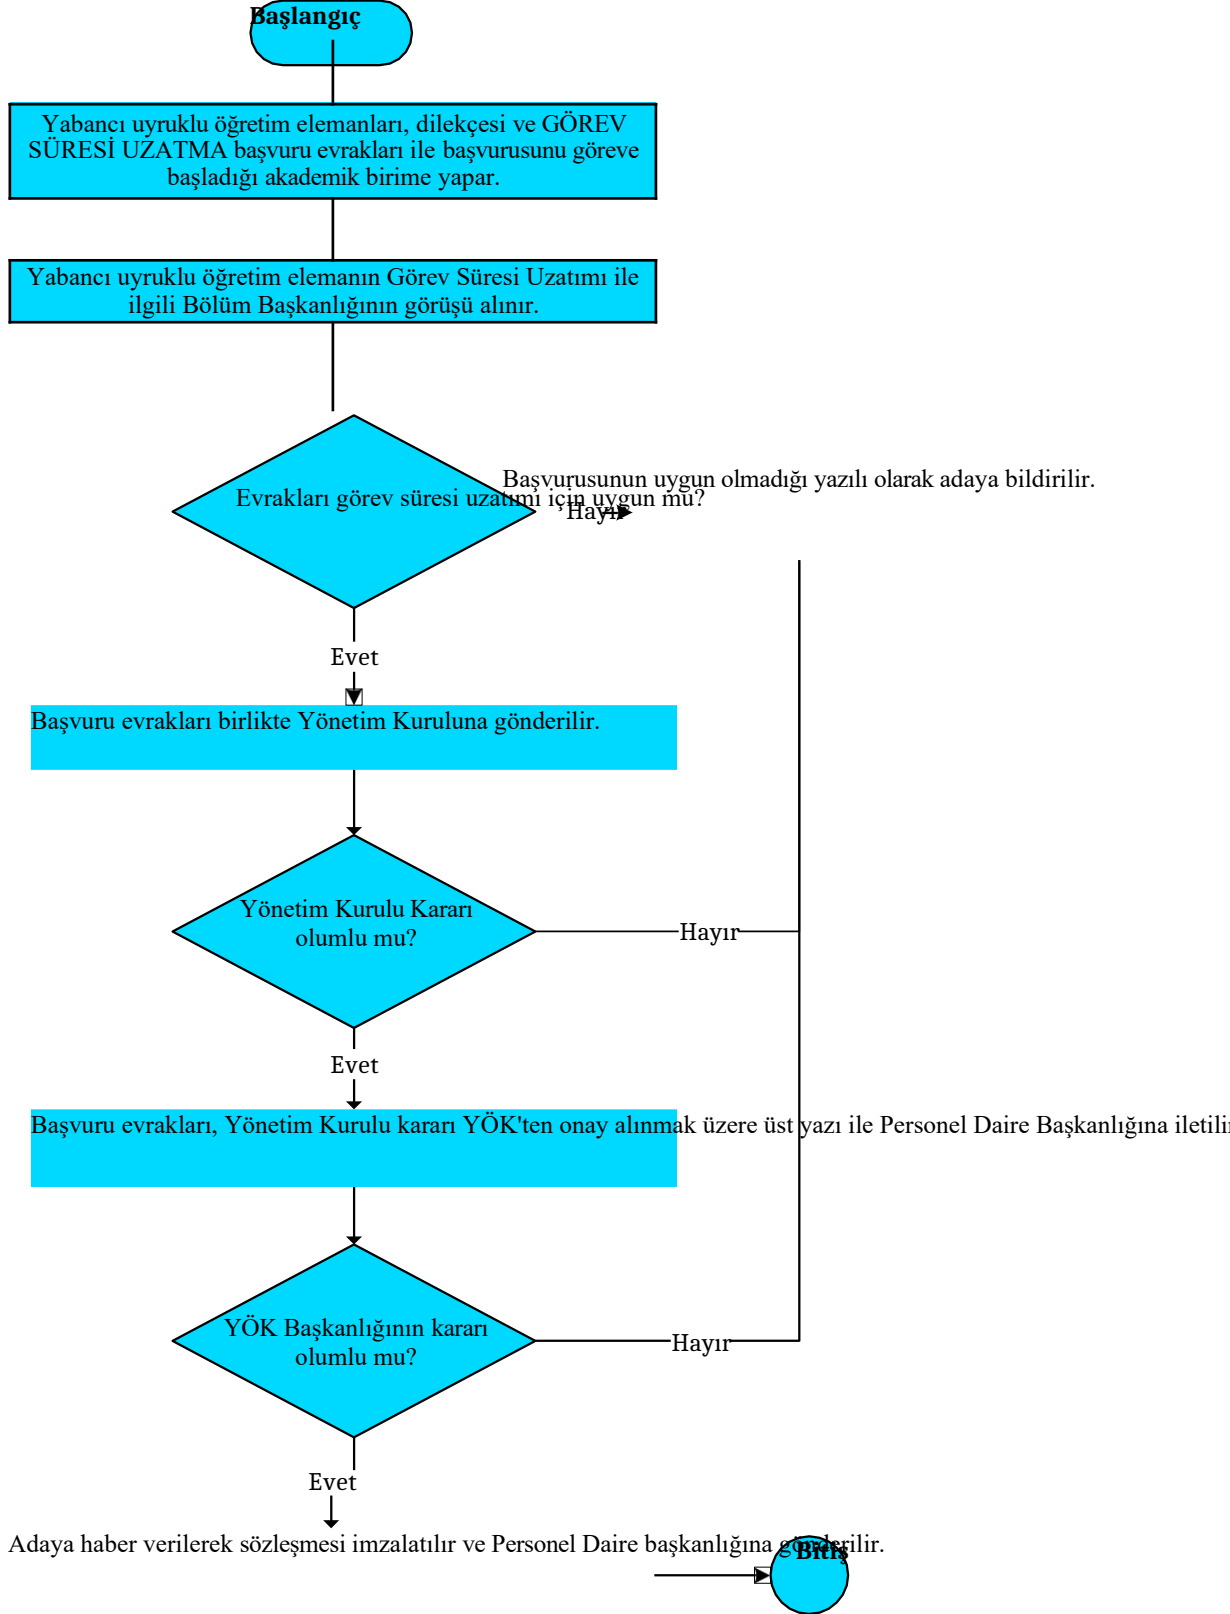 Başlangıç
Yabancı uyruklu öğretim elemanları, dilekçesi ve GÖREV
SÜRESİ UZATMA başvuru evrakları ile başvurusunu göreve
başladığı akademik birime yapar.
Yabancı uyruklu öğretim elemanın Görev Süresi Uzatımı ile
ilgili Bölüm Başkanlığının görüşü alınır.
Başvurusunun uygun olmadığı yazılı olarak adaya bildirilir.
Evrakları görev süresi uzatımı için uygun mu?
Hayır
Evet
Başvuru evrakları birlikte Yönetim Kuruluna gönderilir.
Yönetim Kurulu Kararı
olumlu mu?
Hayır
Evet
Başvuru evrakları, Yönetim Kurulu kararı YÖK'ten onay alınmak üzere üst yazı ile Personel Daire Başkanlığına
YÖK Başkanlığının kararı
olumlu mu?
Hayır
Evet
Adaya haber verilerek sözleşmesi imzalatılır ve Personel Daire başkanlığına gönderilir.
Bitiş